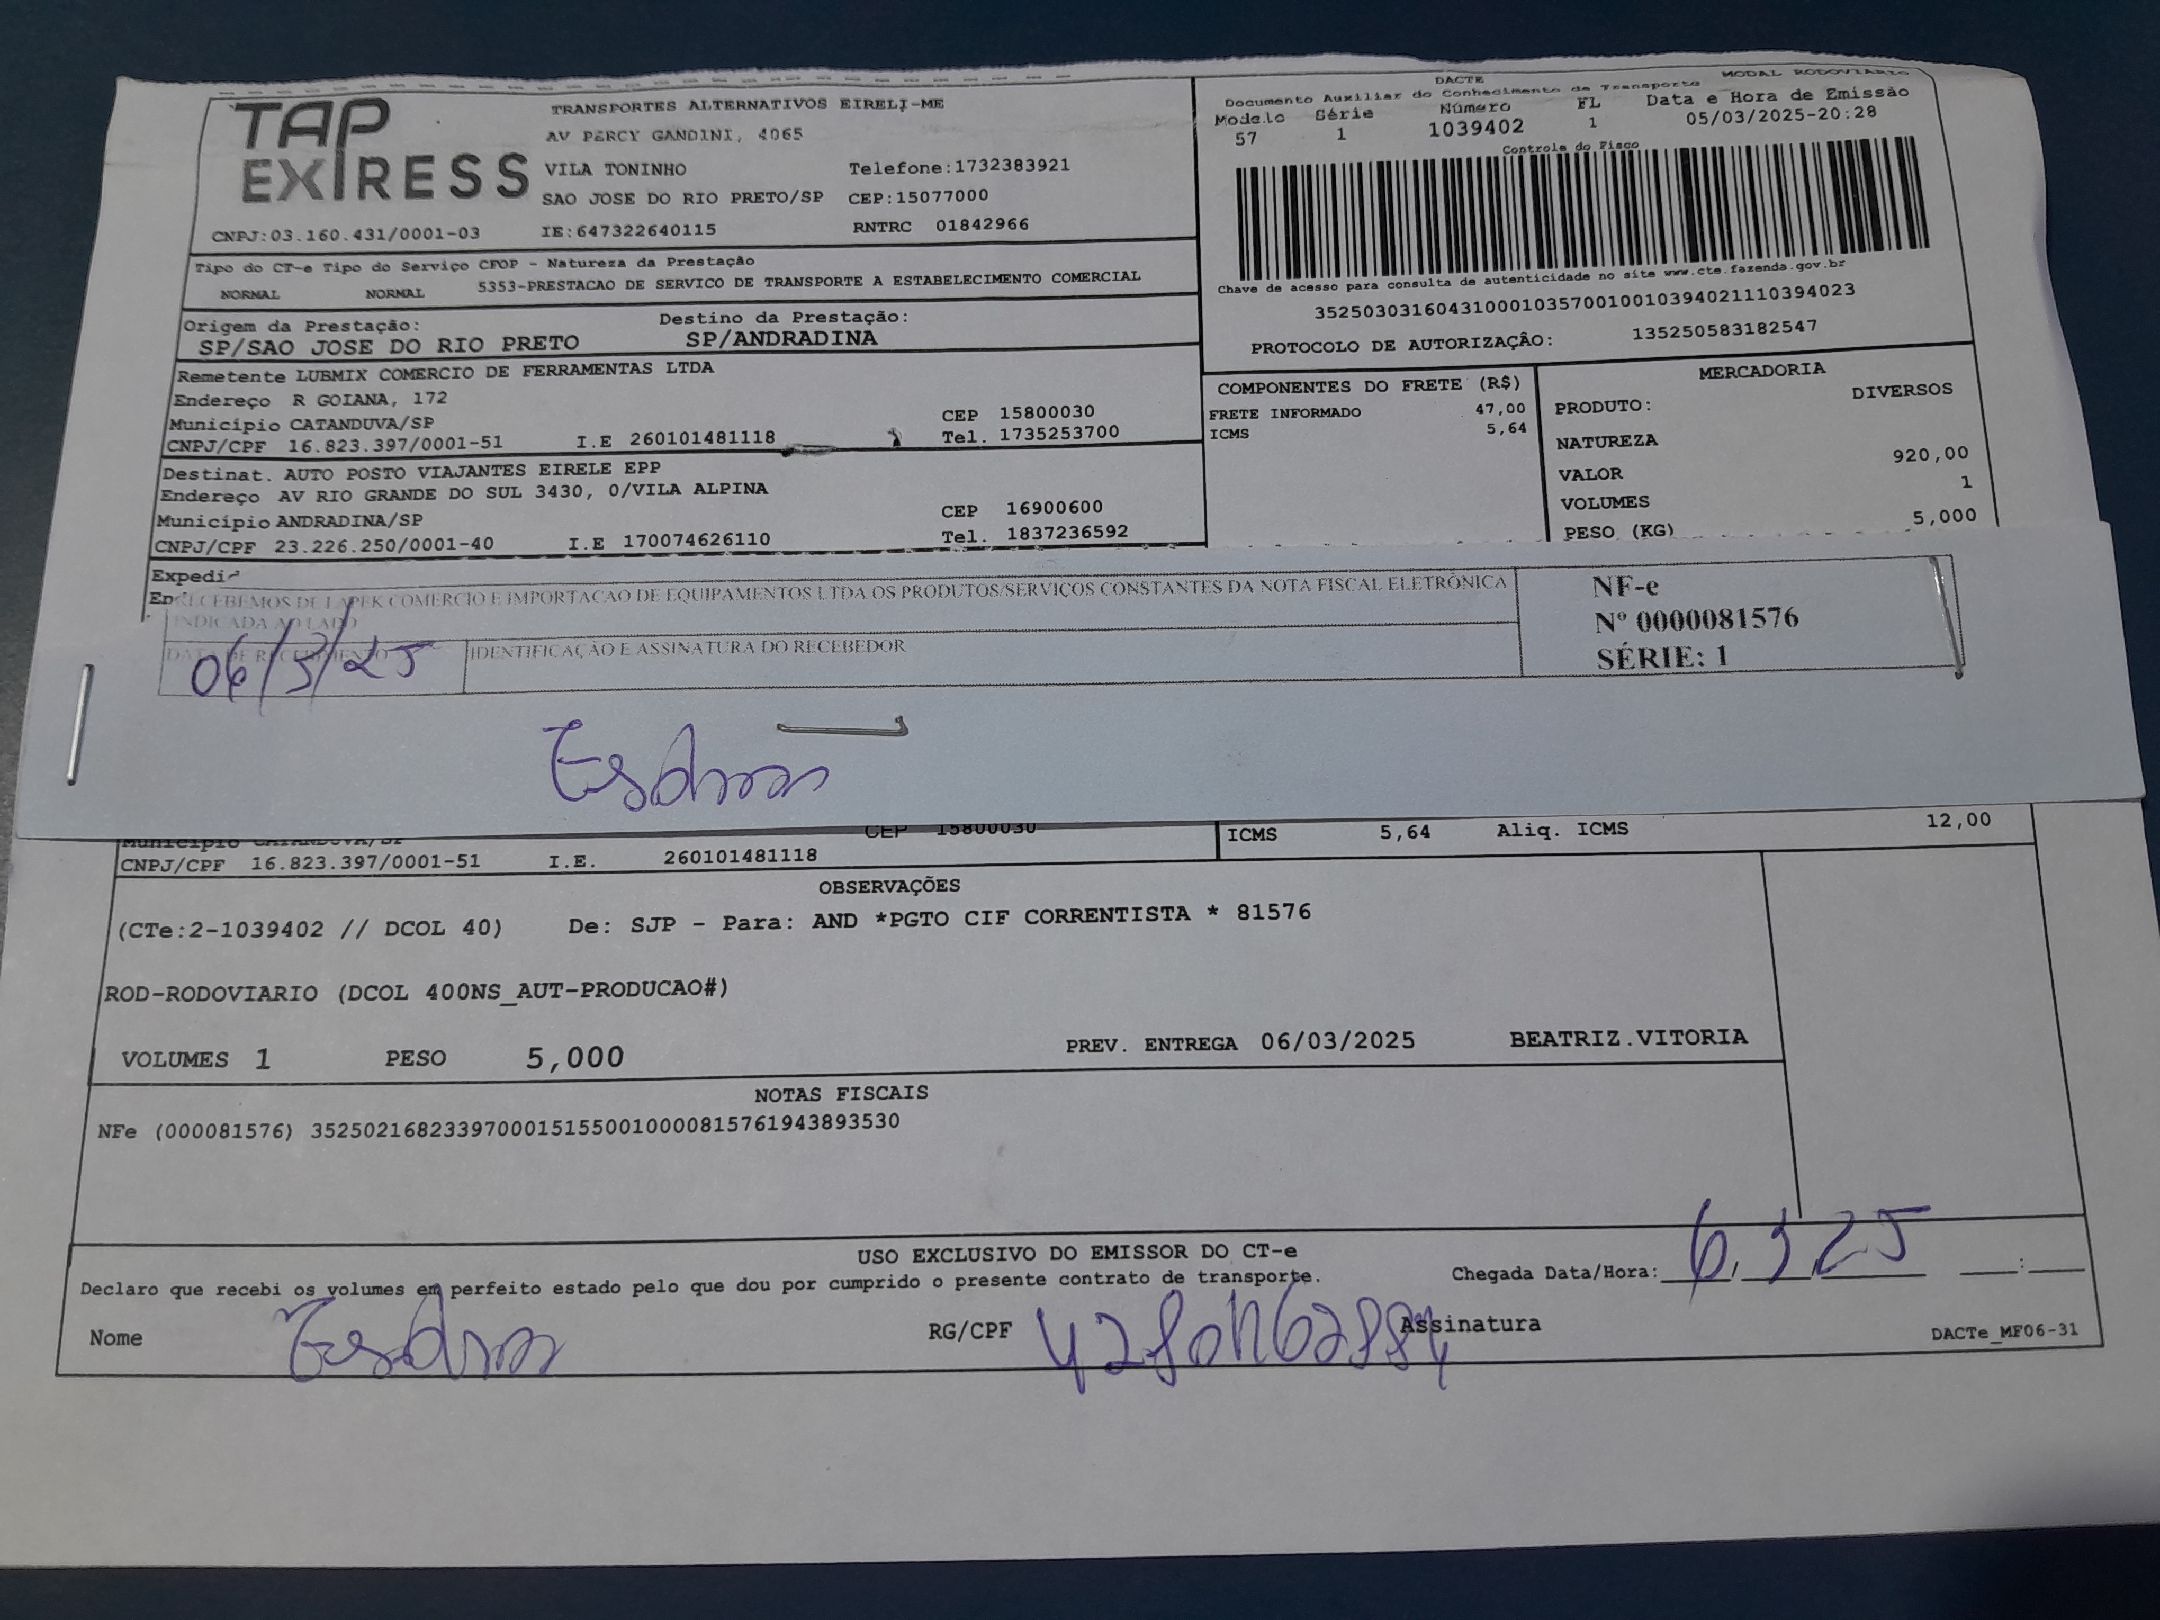 TAP EXPRESS
TRANSPORTES ALTERNATIVOS EIRELI-ME
AV PERCY GANDINI, 4065
VILA TONINHO Telefone:1732383921
SAO JOSE DO RIO PRETO/SP CEP:15077000
CNPJ:03.160.431/0001-03 IE:647322640115 RNTRC 01842966
DACTE MODAL RODOVIARIO
Documento Auxiliar do Conhecimento de Transporte
Modelo Série Número FL Data e Hora de Emissão
57 1 1039402 1 05/03/2025-20:28
Controle do Fisco
Chave de acesso para consulta de autenticidade no site www.cte.fazenda.gov.br
35250303160431000103570010010394021110394023
PROTOCOLO DE AUTORIZAÇÃO: 135250583182547
Tipo do CT-e Tipo do Serviço CFOP - Natureza da Prestação
NORMAL NORMAL 5353-PRESTACAO DE SERVICO DE TRANSPORTE A ESTABELECIMENTO COMERCIAL
Origem da Prestação: Destino da Prestação:
SP/SAO JOSE DO RIO PRETO SP/ANDRADINA
Remetente LUBMIX COMERCIO DE FERRAMENTAS LTDA
Endereço R GOIANA, 172
Município CATANDUVA/SP CEP 15800030
CNPJ/CPF 16.823.397/0001-51 I.E 260101481118 Tel. 1735253700
Destinat. AUTO POSTO VIAJANTES EIRELE EPP
Endereço AV RIO GRANDE DO SUL 3430, 0/VILA ALPINA
Município ANDRADINA/SP CEP 16900600
CNPJ/CPF 23.226.250/0001-40 I.E 170074626110 Tel. 1837236592
COMPONENTES DO FRETE (R$)
FRETE INFORMADO 47,00
ICMS 5,64
MERCADORIA
PRODUTO: DIVERSOS
NATUREZA
VALOR 920,00
VOLUMES 1
PESO (KG) 5,000
Expedi
En
RECEBEMOS DE LAPEK COMERCIO E IMPORTACAO DE EQUIPAMENTOS LTDA OS PRODUTOS/SERVIÇOS CONSTANTES DA NOTA FISCAL ELETRÔNICA
INDICADA AO LADO
DATA DE RECEBIMENTO IDENTIFICAÇÃO E ASSINATURA DO RECEBEDOR
06/3/25
NF-e
Nº 0000081576
SÉRIE: 1
Esdras
Município CATANDUVA/SP CEP 15800030
CNPJ/CPF 16.823.397/0001-51 I.E. 260101481118
ICMS 5,64 Aliq. ICMS 12,00
OBSERVAÇÕES
(CTe:2-1039402 // DCOL 40) De: SJP - Para: AND *PGTO CIF CORRENTISTA * 81576
ROD-RODOVIARIO (DCOL 400NS_AUT-PRODUCAO#)
VOLUMES 1 PESO 5,000 PREV. ENTREGA 06/03/2025 BEATRIZ.VITORIA
NOTAS FISCAIS
NFe (000081576) 35250216823397000151550010000815761943893530
USO EXCLUSIVO DO EMISSOR DO CT-e
Declaro que recebi os volumes em perfeito estado pelo que dou por cumprido o presente contrato de transporte. Chegada Data/Hora: 6 3 25 :
Nome Esdras RG/CPF Assinatura
DACTe_MF06-31